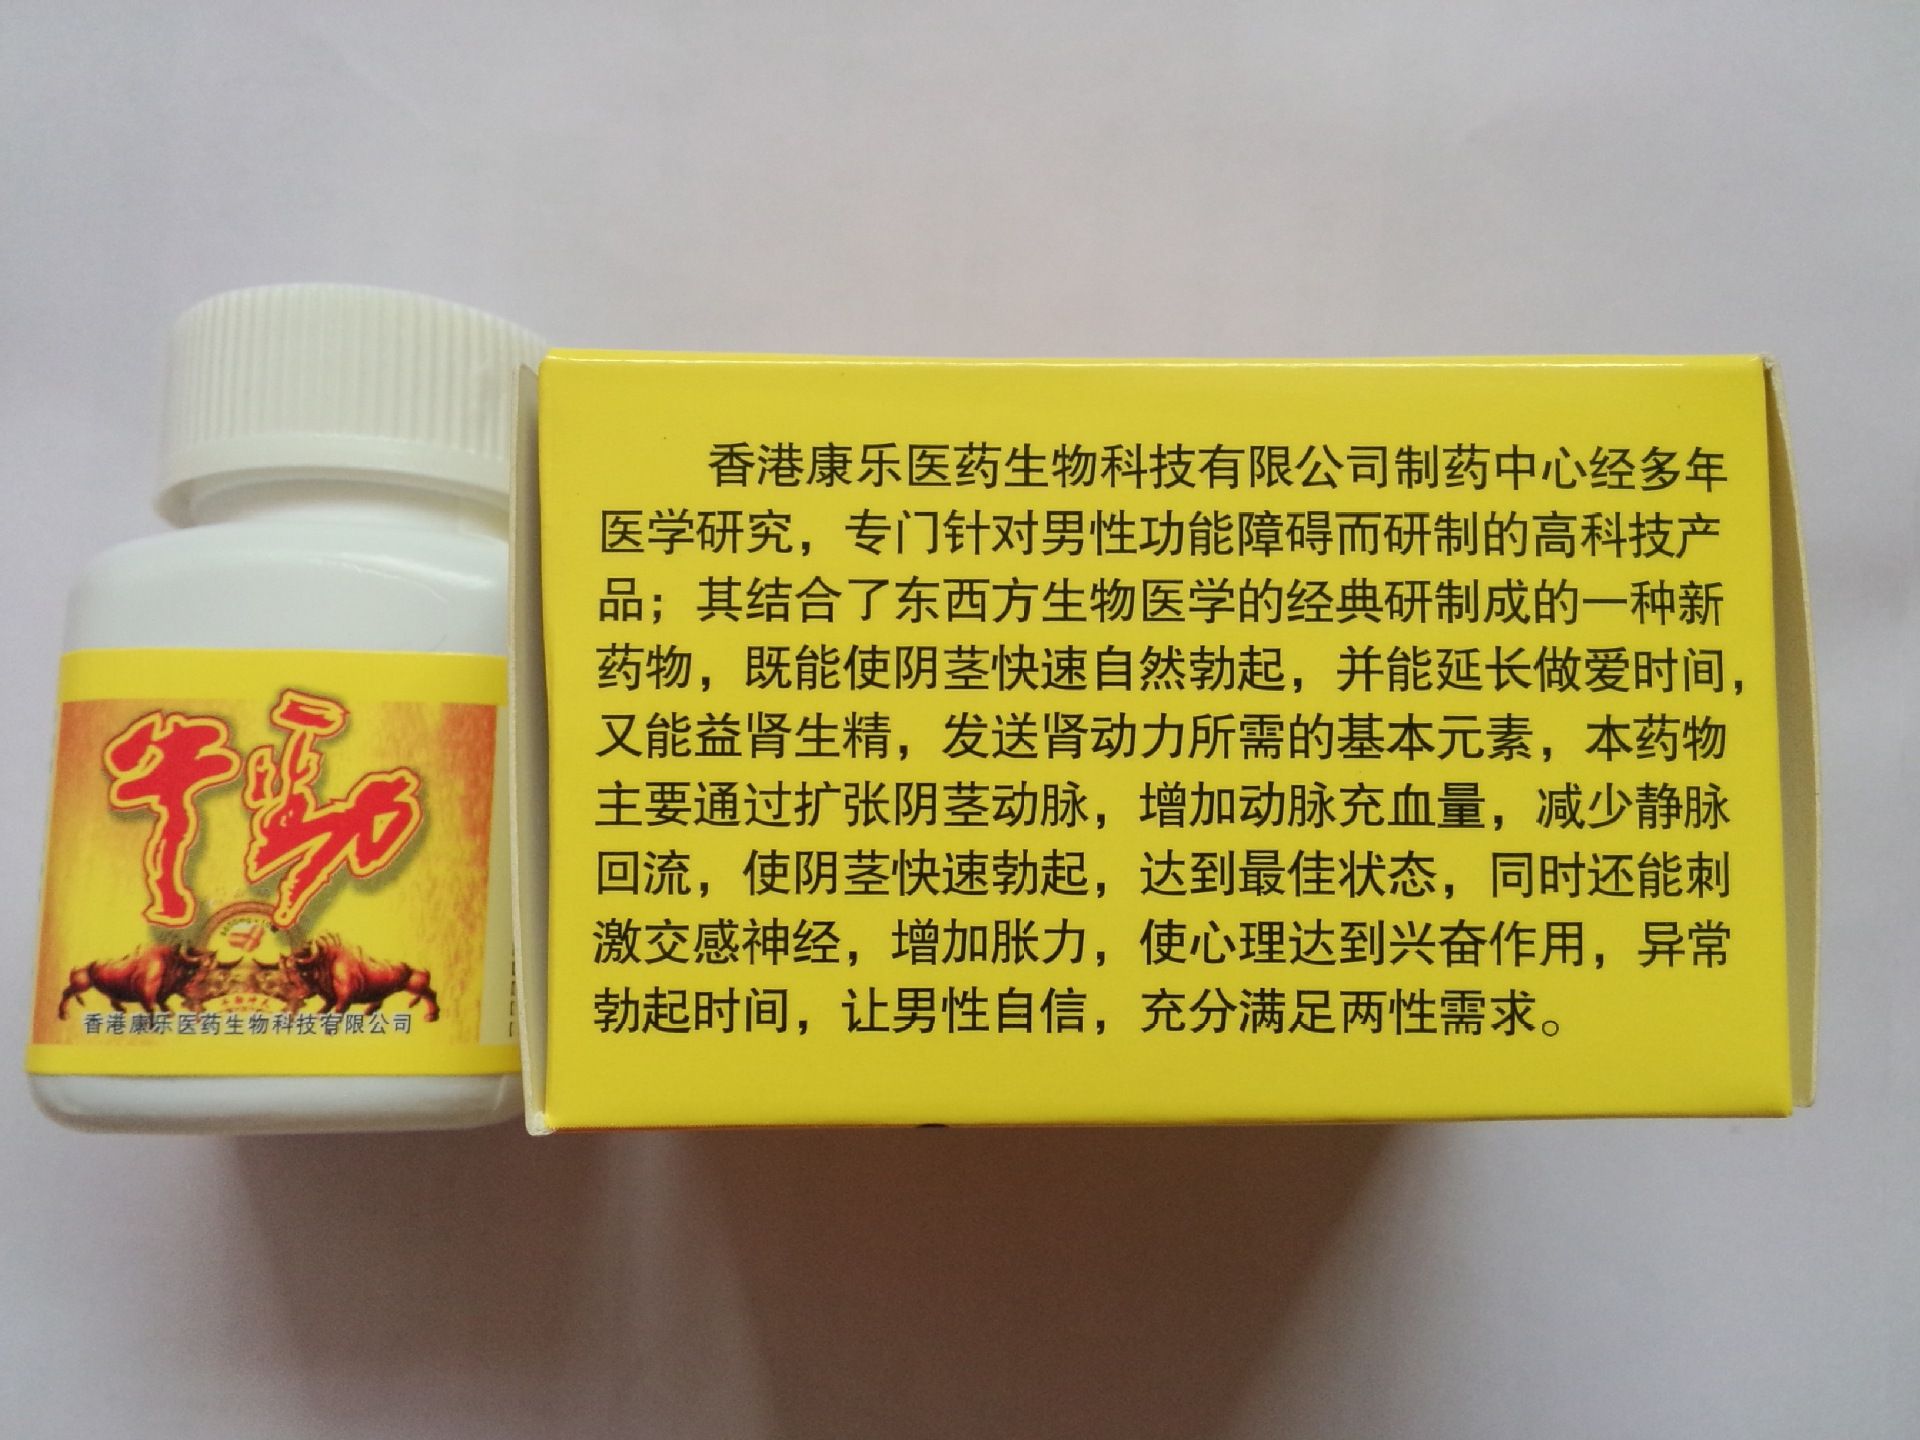 香港康乐医药生物科技有限公司制药中心经多年
医学研究，专门针对男性功能障碍而研制的高科技产
品；其结合了东西方生物医学的经典研制成的一种新
药物，既能使阴茎快速自然勃起，并能延长做爱时间，
又能益肾生精，发送肾动力所需的基本元素，本药物
主要通过扩张阴茎动脉，增加动脉充血量，减少静脉
回流，使阴茎快速勃起，达到最佳状态，同时还能刺
激交感神经，增加胀力，使心理达到兴奋作用，异常
勃起时间，让男性自信，充分满足两性需求。
香港康乐医药生物科技有限公司